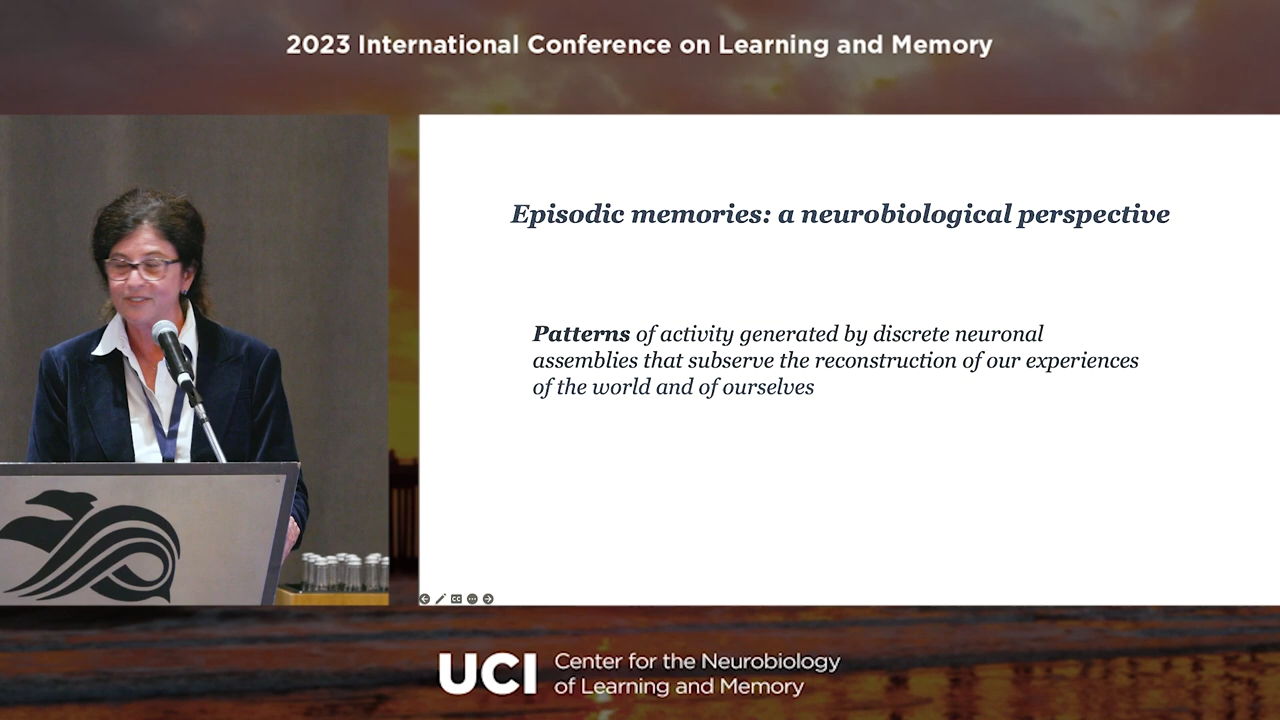 2023 International Conference on Learning and Memory
Episodic memories: a neurobiological perspective
Patterns of activity generated by discrete neuronal
assemblies that subserve the reconstruction of our experiences
of the world and of ourselves
UCI
Center for the Neurobiology
of Learning and Memory